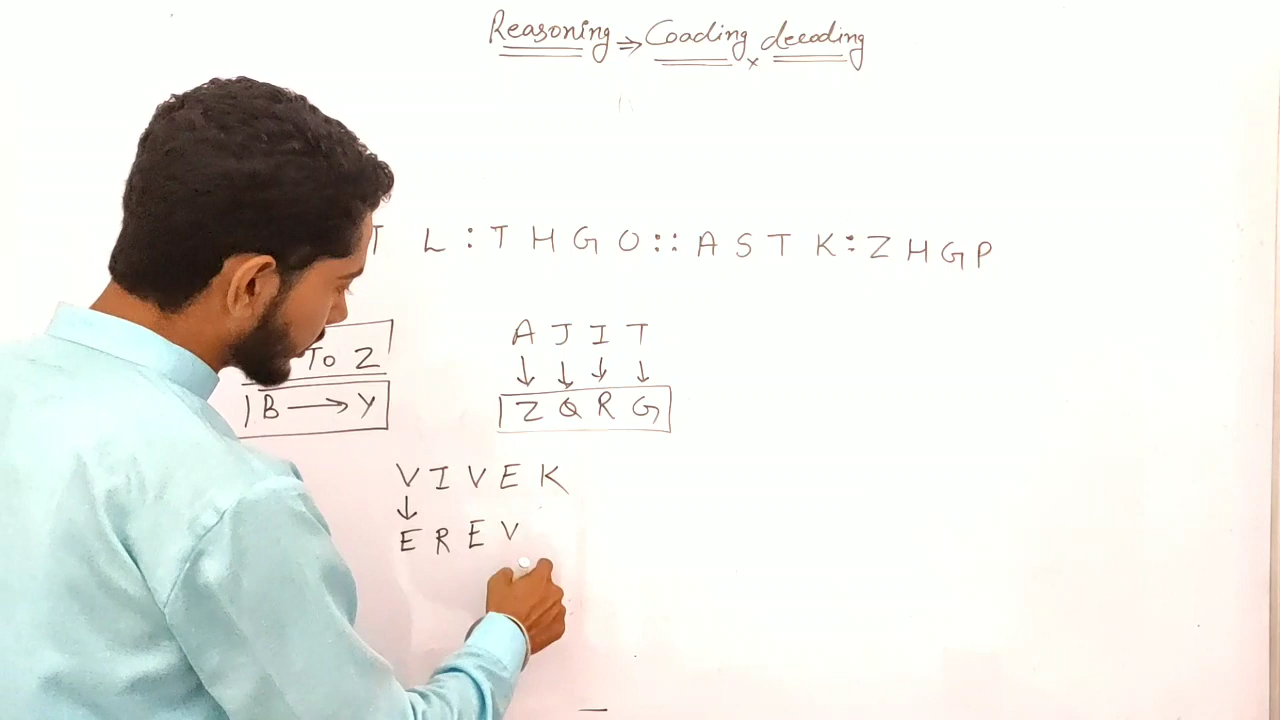 Reasoning ⇒ Coading × decoding
T L : T H G O :: A S T K : Z H G P
To Z
B → Y
A J I T
↓ ↓ ↓ ↓
Z Q R G
V I V E K
↓
E R E V